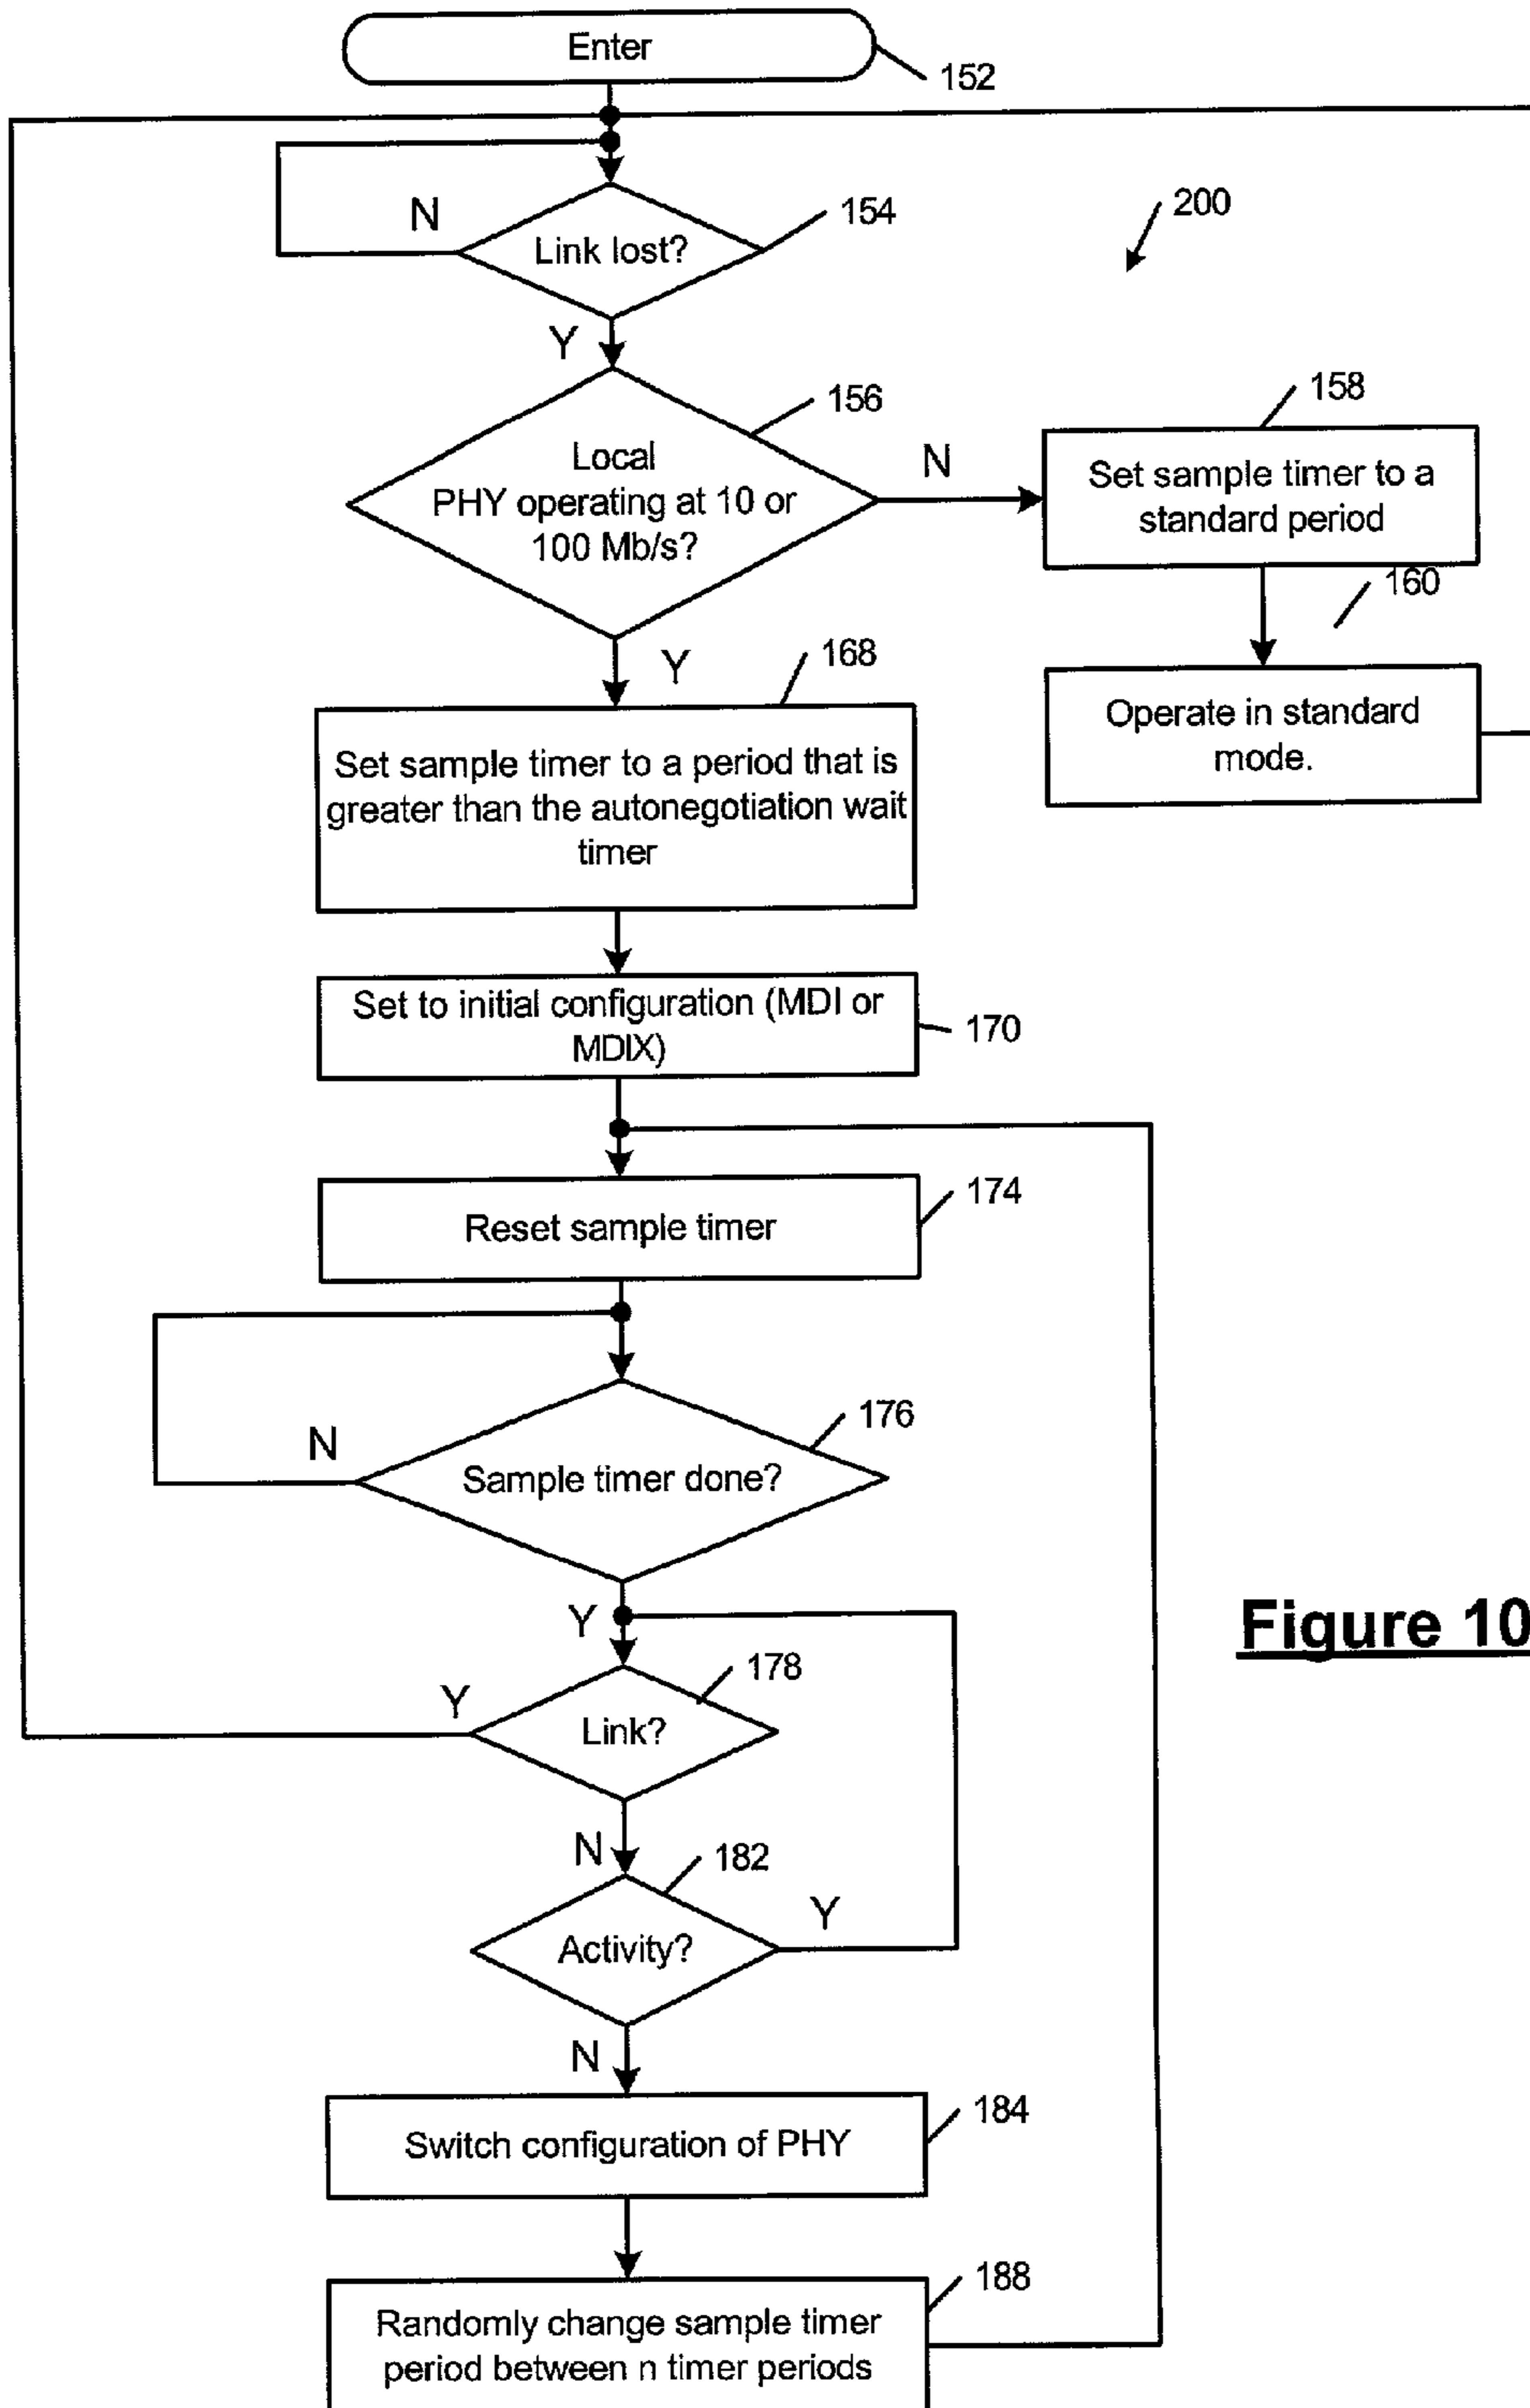 Enter
152
200
N
154
Link lost?
Y
156
158
Local
PHY operating at 10 or
100 Mb/s?
N
Set sample timer to a
standard period
160
Y
168
Operate in standard
mode.
Set sample timer to a period that is
greater than the autonegotiation wait
timer
Set to initial configuration (MDI or
MDIX)
170
174
Reset sample timer
176
N
Sample timer done?
Y
Figure 10
178
Y
Link?
N
182
Y
Activity?
N
184
Switch configuration of PHY
188
Randomly change sample timer
period between n timer periods